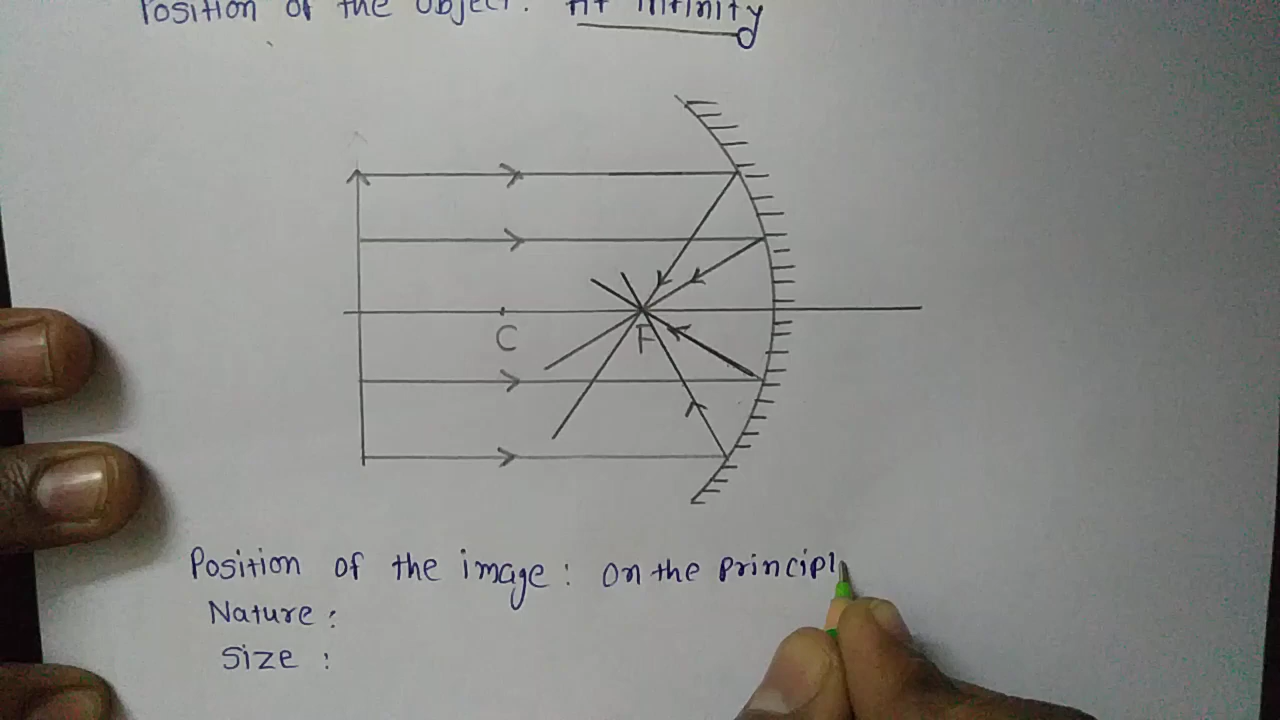 Position of the Object: At infinity
C
F
Position of the image: on the principl
Nature:
Size: